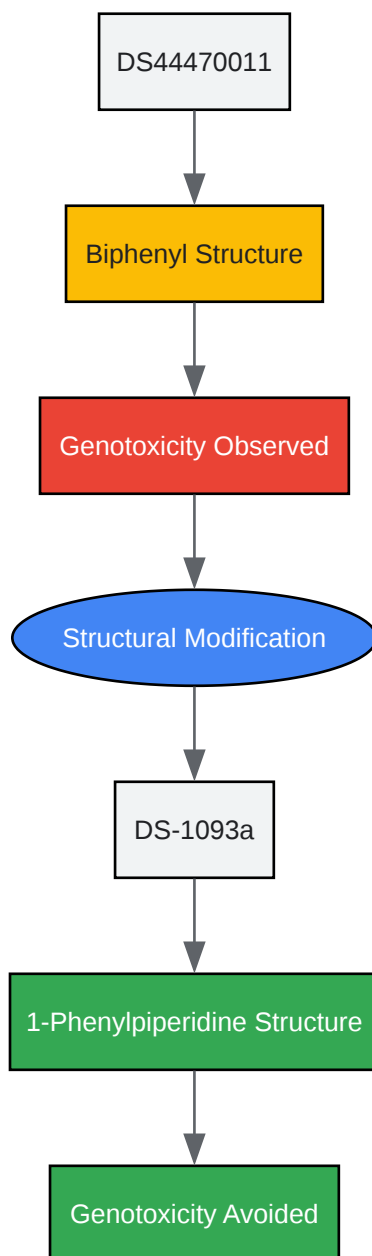 DS44470011
Biphenyl Structure
Genotoxicity Observed
Structural Modification
DS-1093a
1-Phenylpiperidine Structure
Genotoxicity Avoided